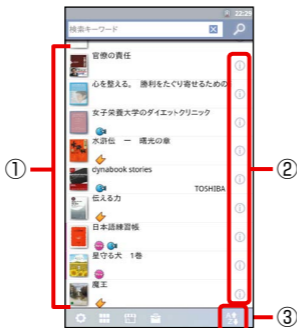 22:29
検索キーワード
官僚の責任
心を整える。 勝利をたぐり寄せるための
女子栄養大学のダイエットクリニック
水滸伝 一 曙光の章
dynabook stories
TOSHIBA
伝える力
日本語練習帳
星守る犬 1巻
魔王
①
②
③